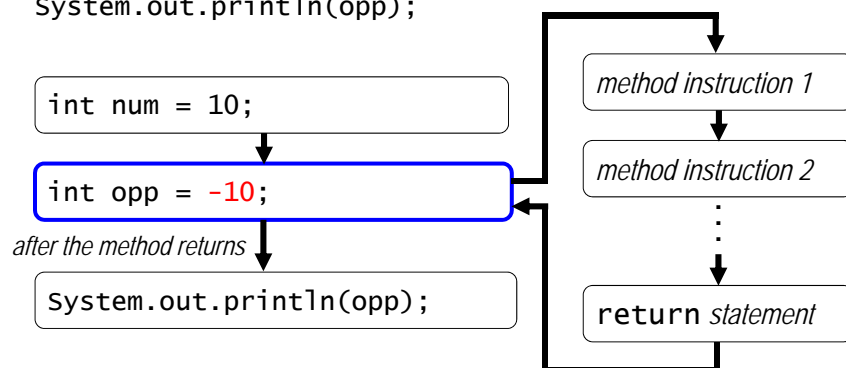 System.out.println(opp);
int num = 10;
int opp = -10;
after the method returns
System.out.println(opp);
method instruction 1
method instruction 2
return statement